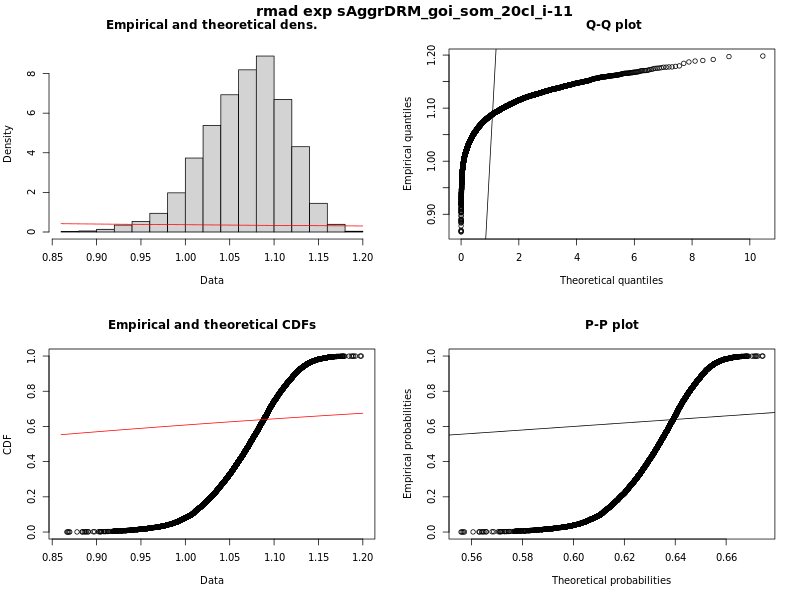 rmad exp sAggrDRM_goi_som_20cl_i-11
Empirical and theoretical dens.
Density
0 2 4 6 8
0.85 0.90 0.95 1.00 1.05 1.10 1.15 1.20
Data
Q-Q plot
Empirical quantiles
0.90 1.00 1.10 1.20
0 2 4 6 8 10
Theoretical quantiles
Empirical and theoretical CDFs
CDF
0.0 0.2 0.4 0.6 0.8 1.0
0.85 0.90 0.95 1.00 1.05 1.10 1.15 1.20
Data
P-P plot
Empirical probabilities
0.0 0.2 0.4 0.6 0.8 1.0
0.56 0.58 0.60 0.62 0.64 0.66
Theoretical probabilities